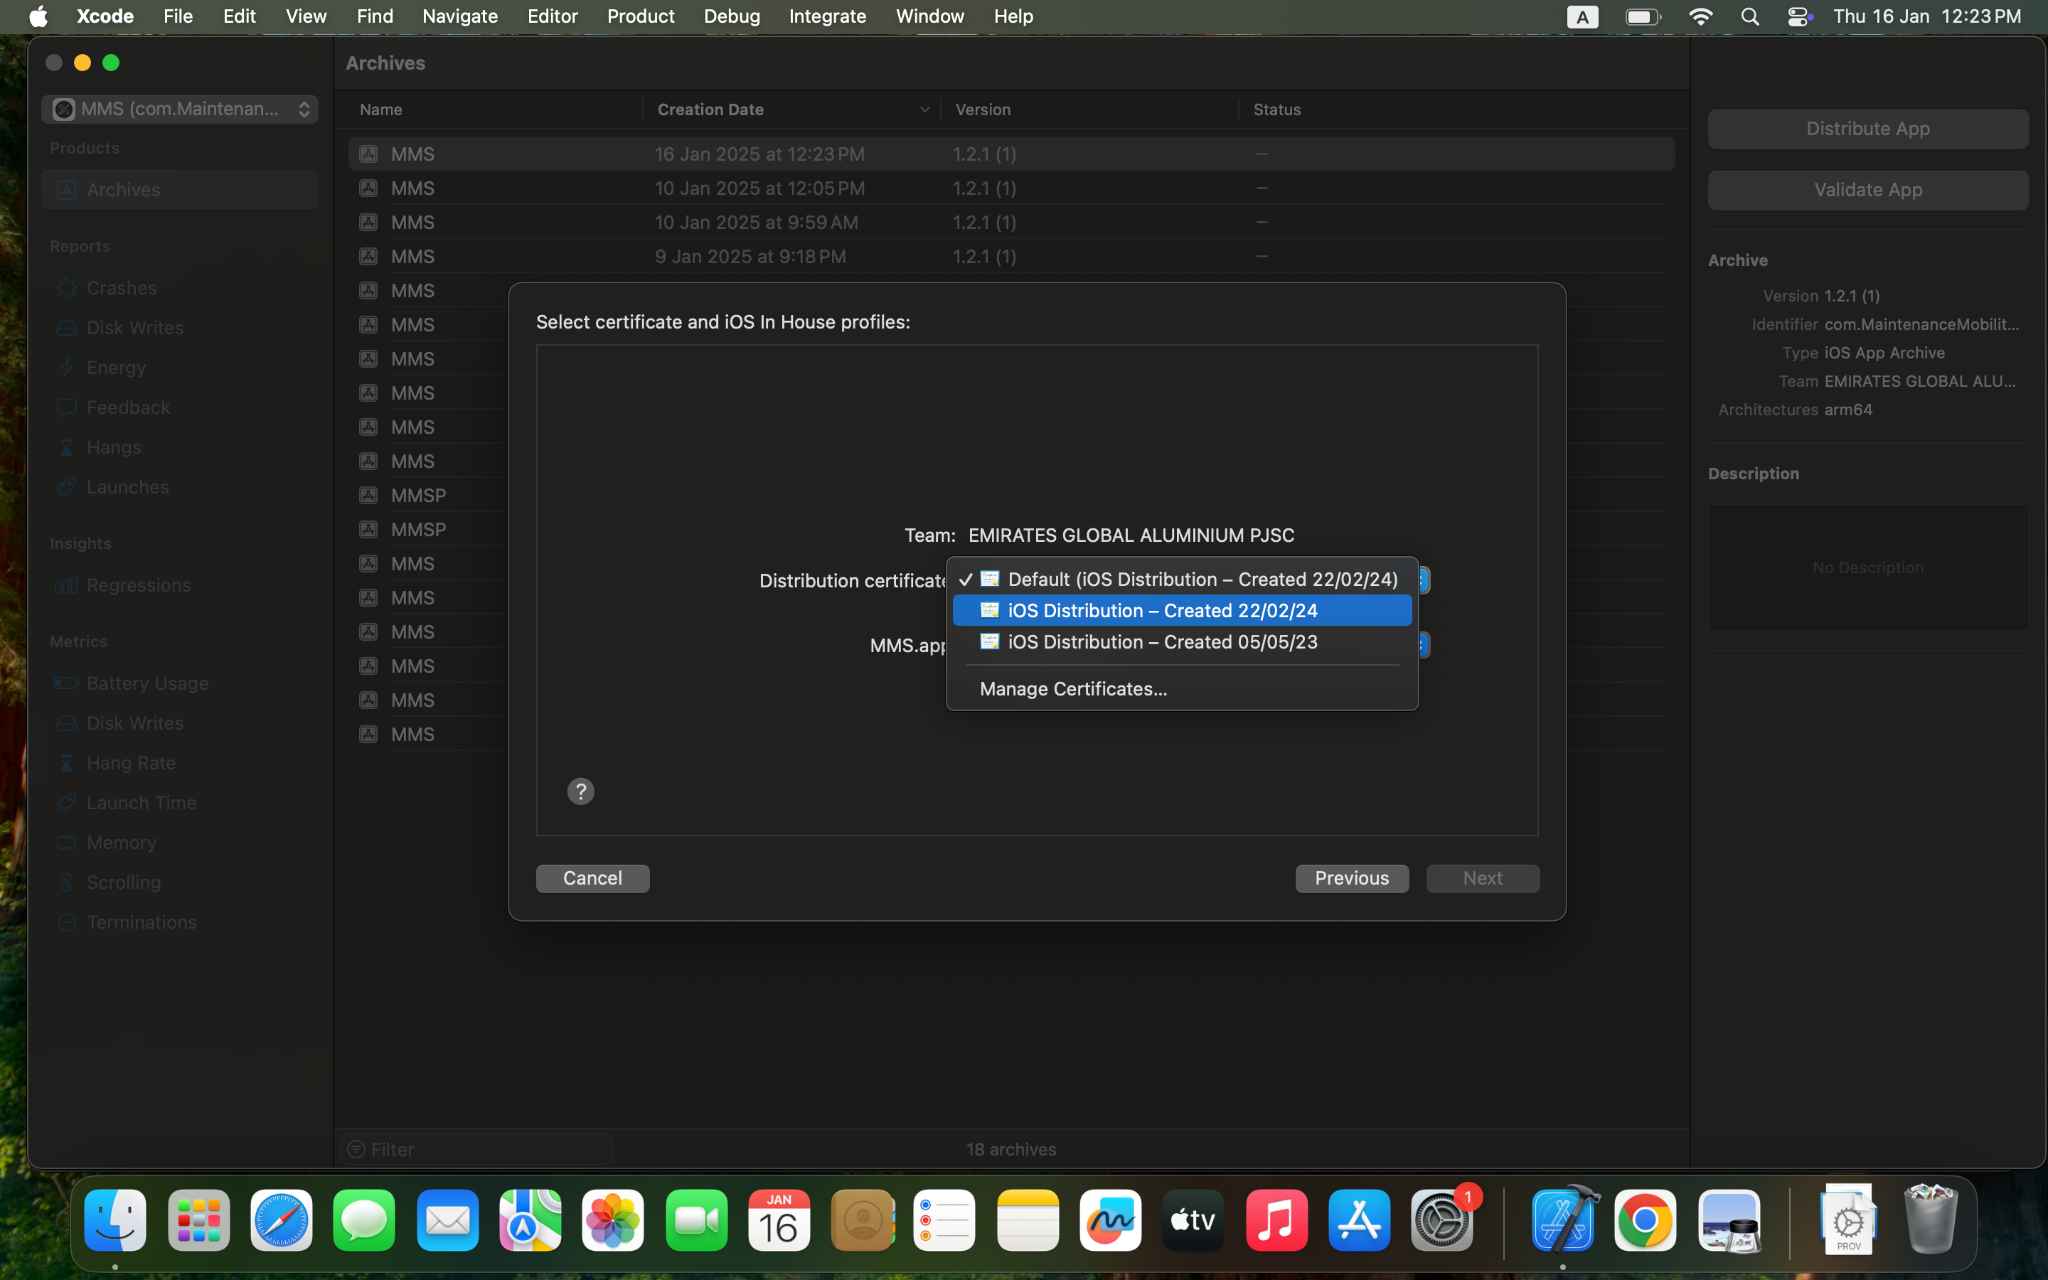 Xcode File Edit View Find Navigate Editor Product Debug Integrate Window Help A Thu 16 Jan 12:23 PM
Archives
MMS (com.Maintenan...
Products
Archives
Reports
Crashes
Disk Writes
Energy
Feedback
Hangs
Launches
Insights
Regressions
Metrics
Battery Usage
Disk Writes
Hang Rate
Launch Time
Memory
Scrolling
Terminations
Name Creation Date Version Status
MMS 16 Jan 2025 at 12:23 PM 1.2.1 (1) –
MMS 10 Jan 2025 at 12:05 PM 1.2.1 (1) –
MMS 10 Jan 2025 at 9:59 AM 1.2.1 (1) –
MMS 9 Jan 2025 at 9:18 PM 1.2.1 (1) –
MMS
MMS
MMS
MMS
MMS
MMS
MMSP
MMSP
MMS
MMS
MMS
MMS
MMS
MMS
Select certificate and iOS In House profiles:
Team: EMIRATES GLOBAL ALUMINIUM PJSC
Distribution certificate
✓ Default (iOS Distribution – Created 22/02/24)
iOS Distribution – Created 22/02/24
iOS Distribution – Created 05/05/23
Manage Certificates...
MMS.app
?
Cancel Previous Next
Filter
18 archives
Distribute App
Validate App
Archive
Version 1.2.1 (1)
Identifier com.MaintenanceMobilit...
Type iOS App Archive
Team EMIRATES GLOBAL ALU...
Architectures arm64
Description
No Description
JAN
16
tv
1
PROV